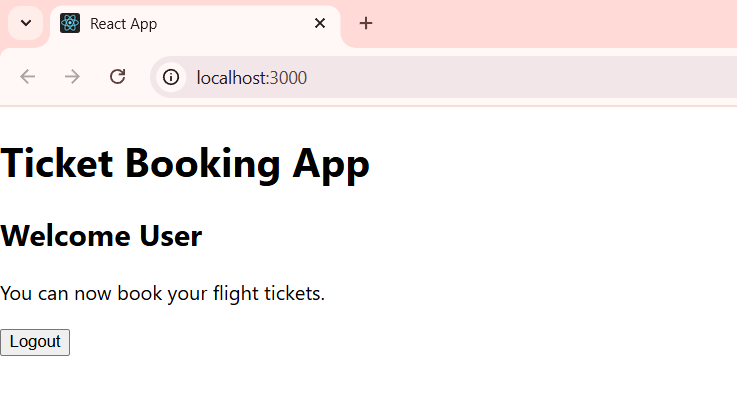 React App
localhost:3000
Ticket Booking App
Welcome User
You can now book your flight tickets.
Logout